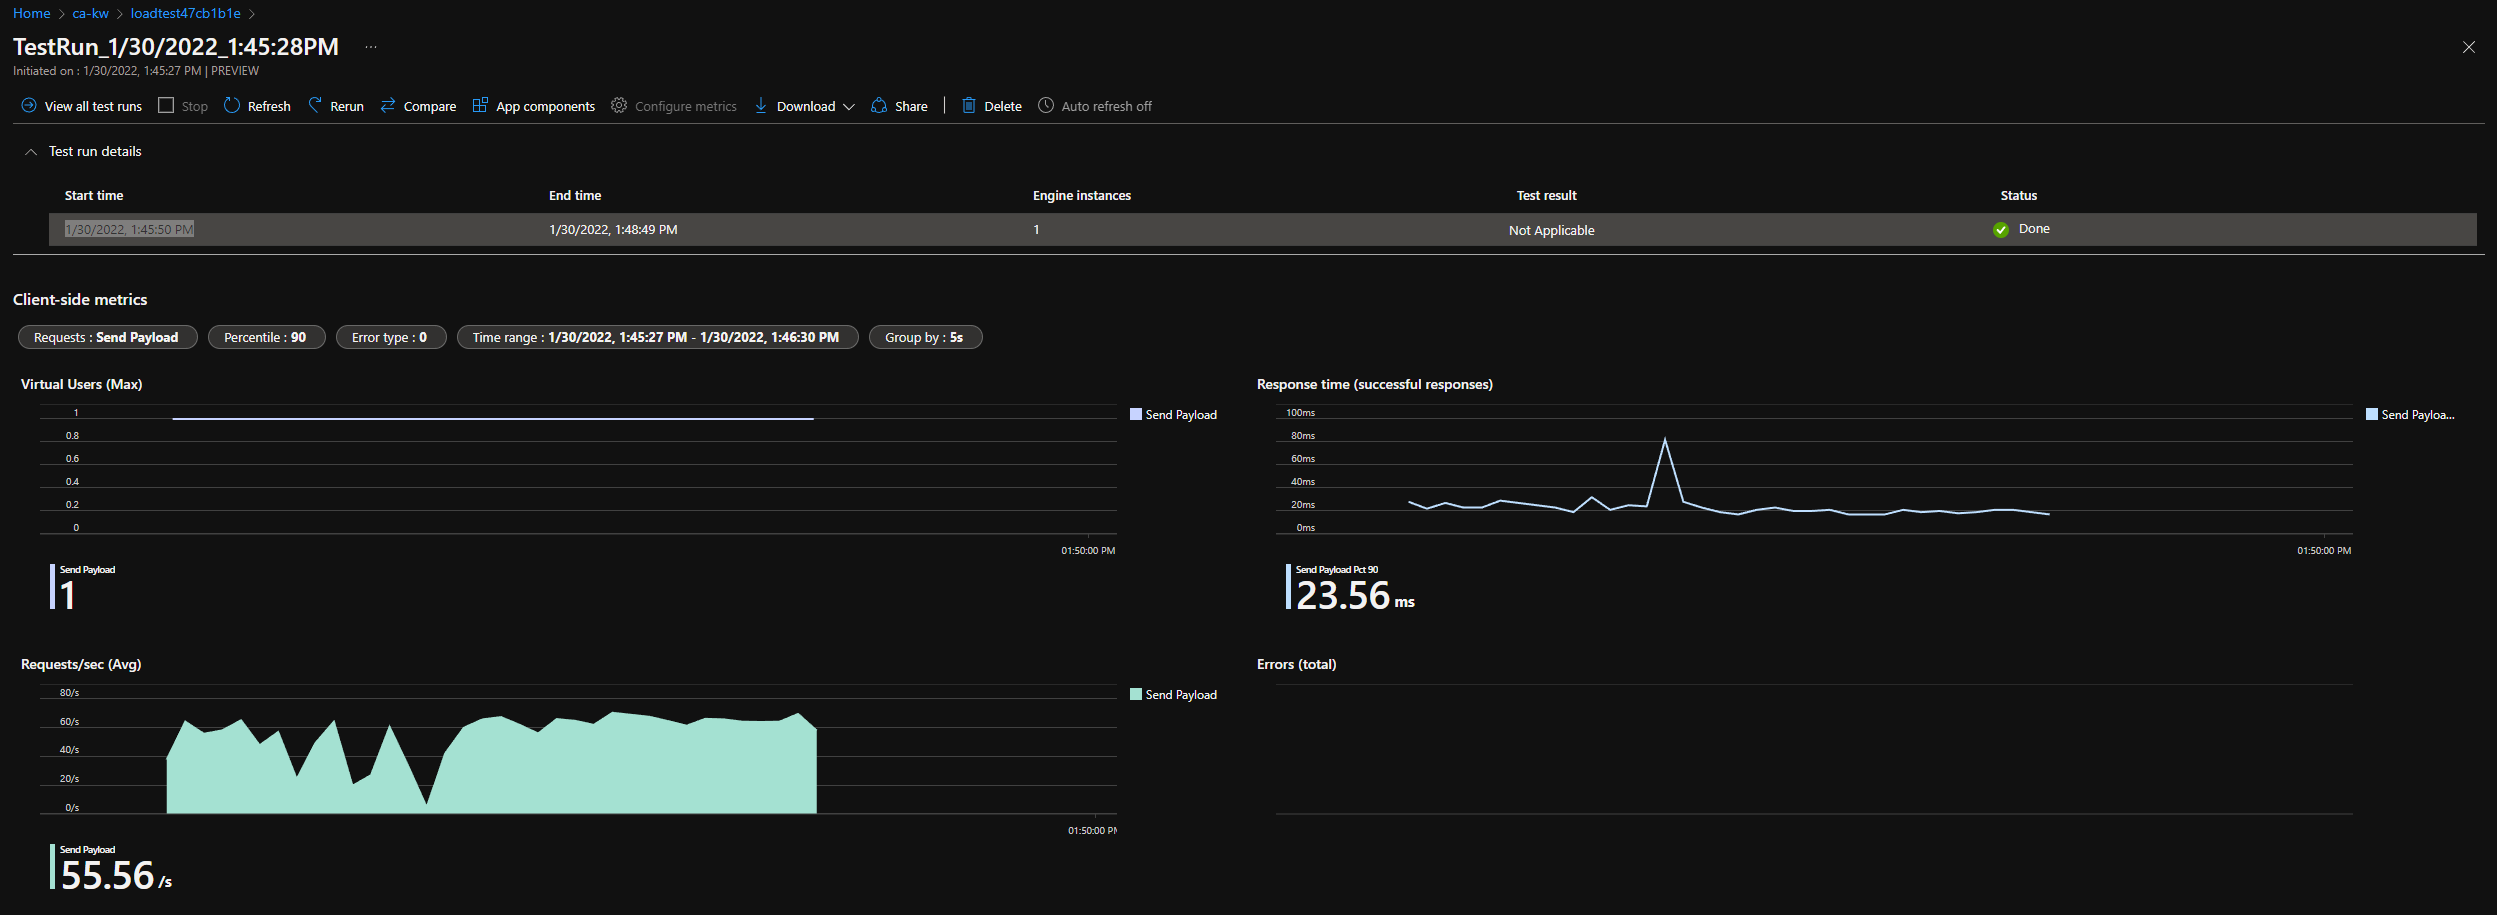 Home > ca-kw > loadtest47cb1b1e >
TestRun_1/30/2022_1:45:28PM ...
Initiated on : 1/30/2022, 1:45:27 PM | PREVIEW
View all test runs Stop Refresh Rerun Compare App components Configure metrics Download Share | Delete Auto refresh off
Test run details
Start time End time Engine instances Test result Status
1/30/2022, 1:45:50 PM 1/30/2022, 1:48:49 PM 1 Not Applicable Done
Client-side metrics
Requests : Send Payload Percentile : 90 Error type : 0 Time range : 1/30/2022, 1:45:27 PM - 1/30/2022, 1:46:30 PM Group by : 5s
Virtual Users (Max)
1
0.8
0.6
0.4
0.2
0
01:50:00 PM
Send Payload
Send Payload
1
Response time (successful responses)
100ms
80ms
60ms
40ms
20ms
0ms
01:50:00 PM
Send Payloa...
Send Payload Pct 90
23.56 ms
Requests/sec (Avg)
80/s
60/s
40/s
20/s
0/s
01:50:00 PM
Send Payload
Send Payload
55.56 /s
Errors (total)